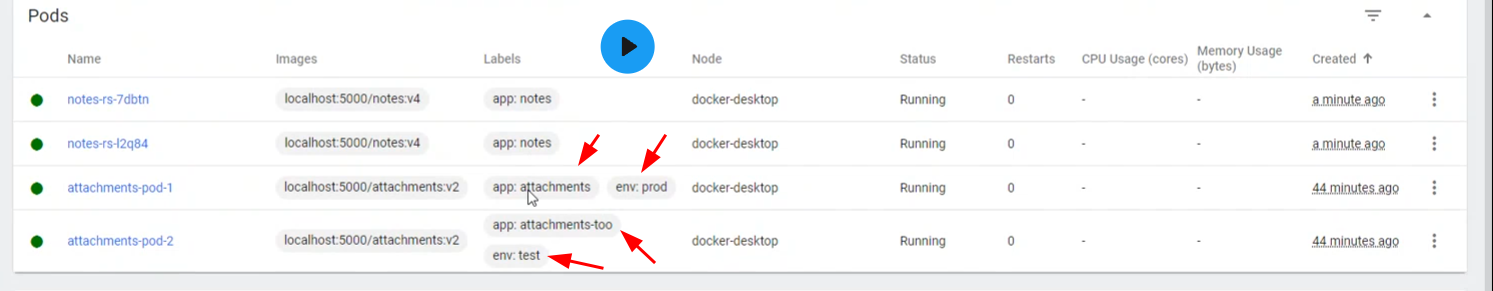 Pods
Name Images Labels Node Status Restarts CPU Usage (cores) Memory Usage (bytes) Created
notes-rs-7dbtn localhost:5000/notes:v4 app: notes docker-desktop Running 0 - - a minute ago
notes-rs-l2q84 localhost:5000/notes:v4 app: notes docker-desktop Running 0 - - a minute ago
attachments-pod-1 localhost:5000/attachments:v2 app: attachments env: prod docker-desktop Running 0 - - 44 minutes ago
attachments-pod-2 localhost:5000/attachments:v2 app: attachments-too docker-desktop Running 0 - - 44 minutes ago
env: test